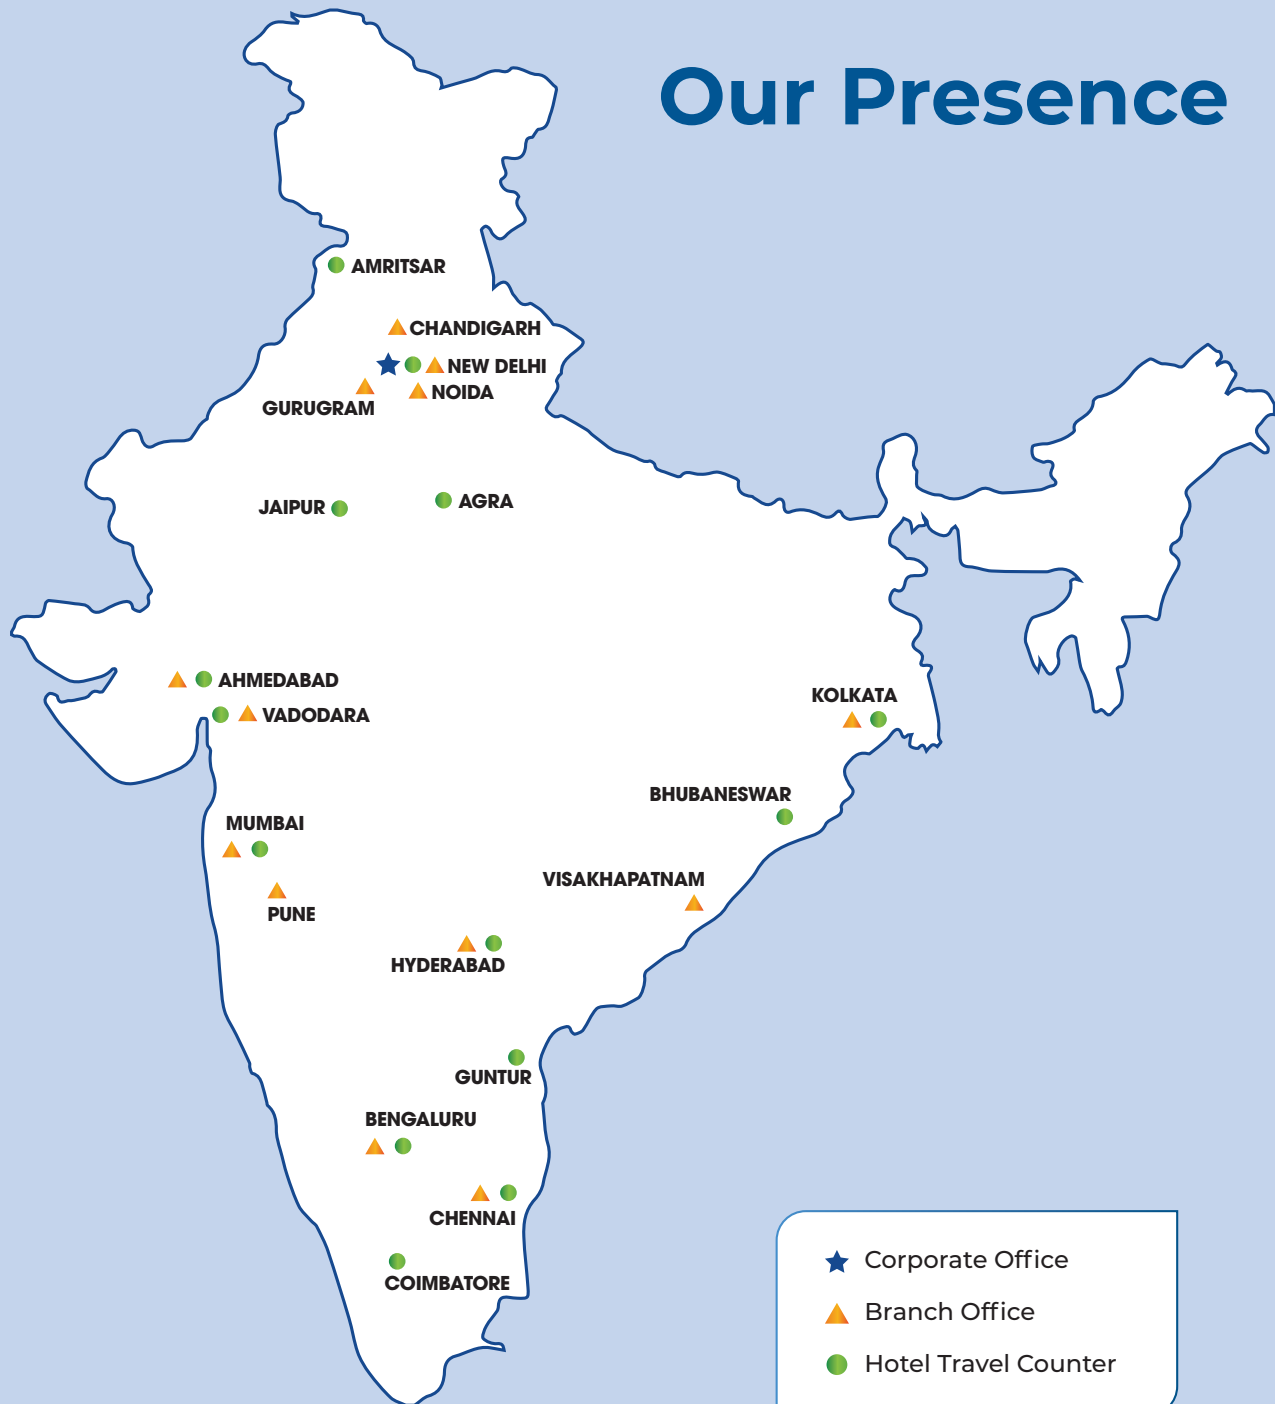 Our Presence
AMRITSAR
CHANDIGARH
NEW DELHI
NOIDA
GURUGRAM
JAIPUR
AGRA
AHMEDABAD
VADODARA
KOLKATA
BHUBANESWAR
MUMBAI
VISAKHAPATNAM
PUNE
HYDERABAD
GUNTUR
BENGALURU
CHENNAI
COIMBATORE
Corporate Office
Branch Office
Hotel Travel Counter